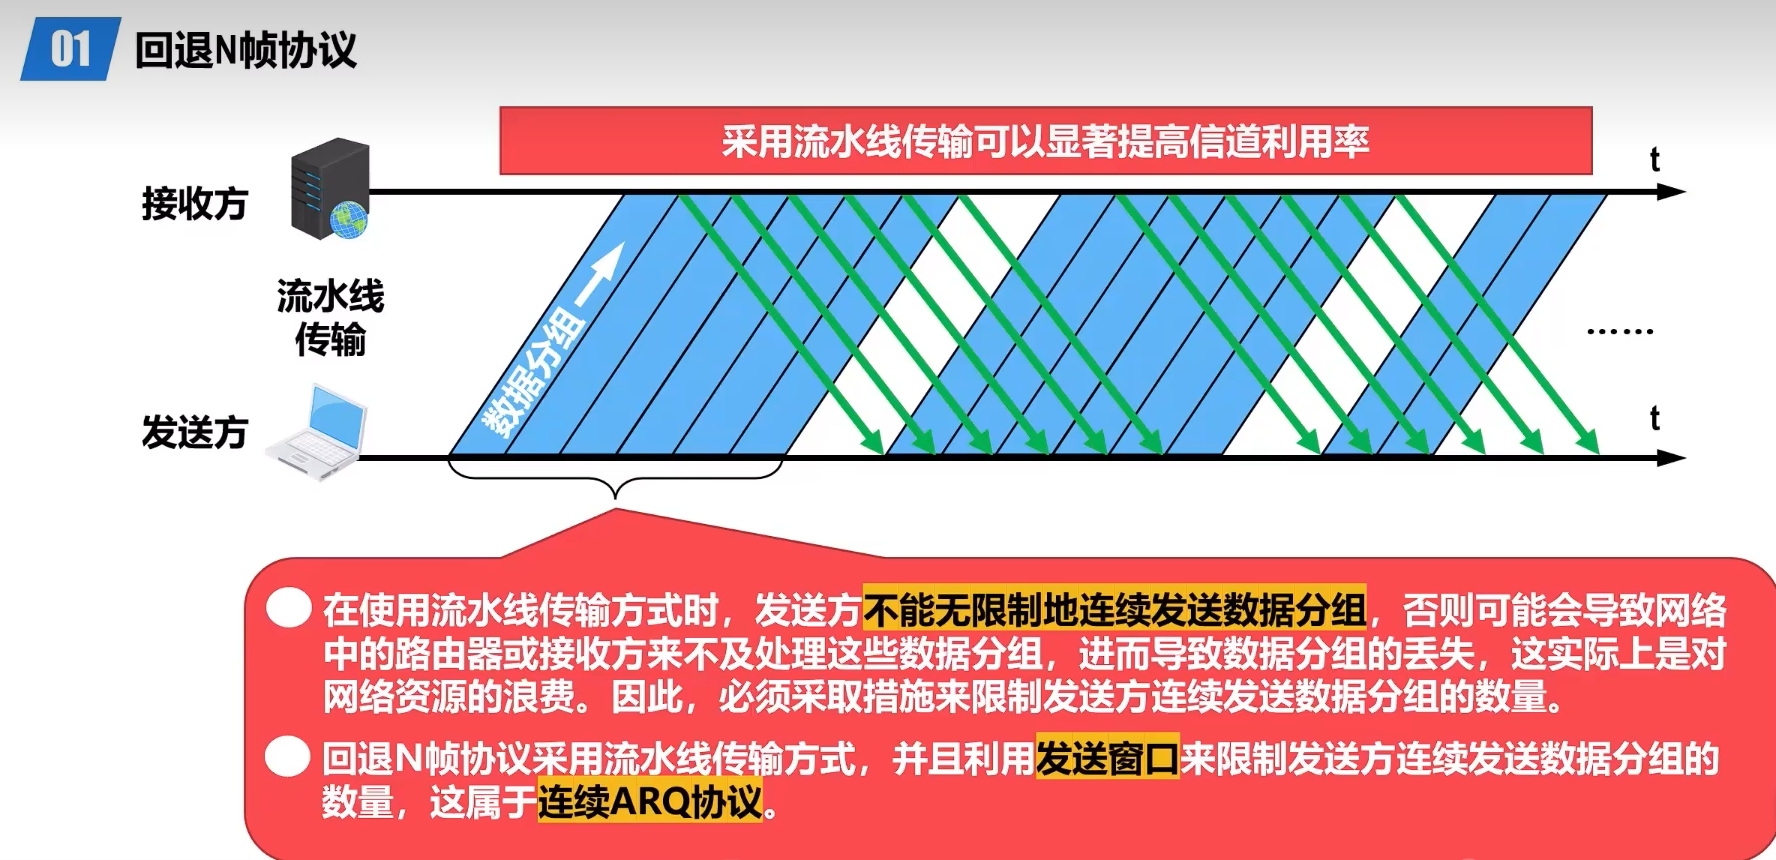 01 回退N帧协议
采用流水线传输可以显著提高信道利用率
t
接收方
流水线
传输
数据分组
……
发送方
t
在使用流水线传输方式时，发送方不能无限制地连续发送数据分组，否则可能会导致网络
中的路由器或接收方来不及处理这些数据分组，进而导致数据分组的丢失，这实际上是对
网络资源的浪费。因此，必须采取措施来限制发送方连续发送数据分组的数量。
回退N帧协议采用流水线传输方式，并且利用发送窗口来限制发送方连续发送数据分组的
数量，这属于连续ARQ协议。